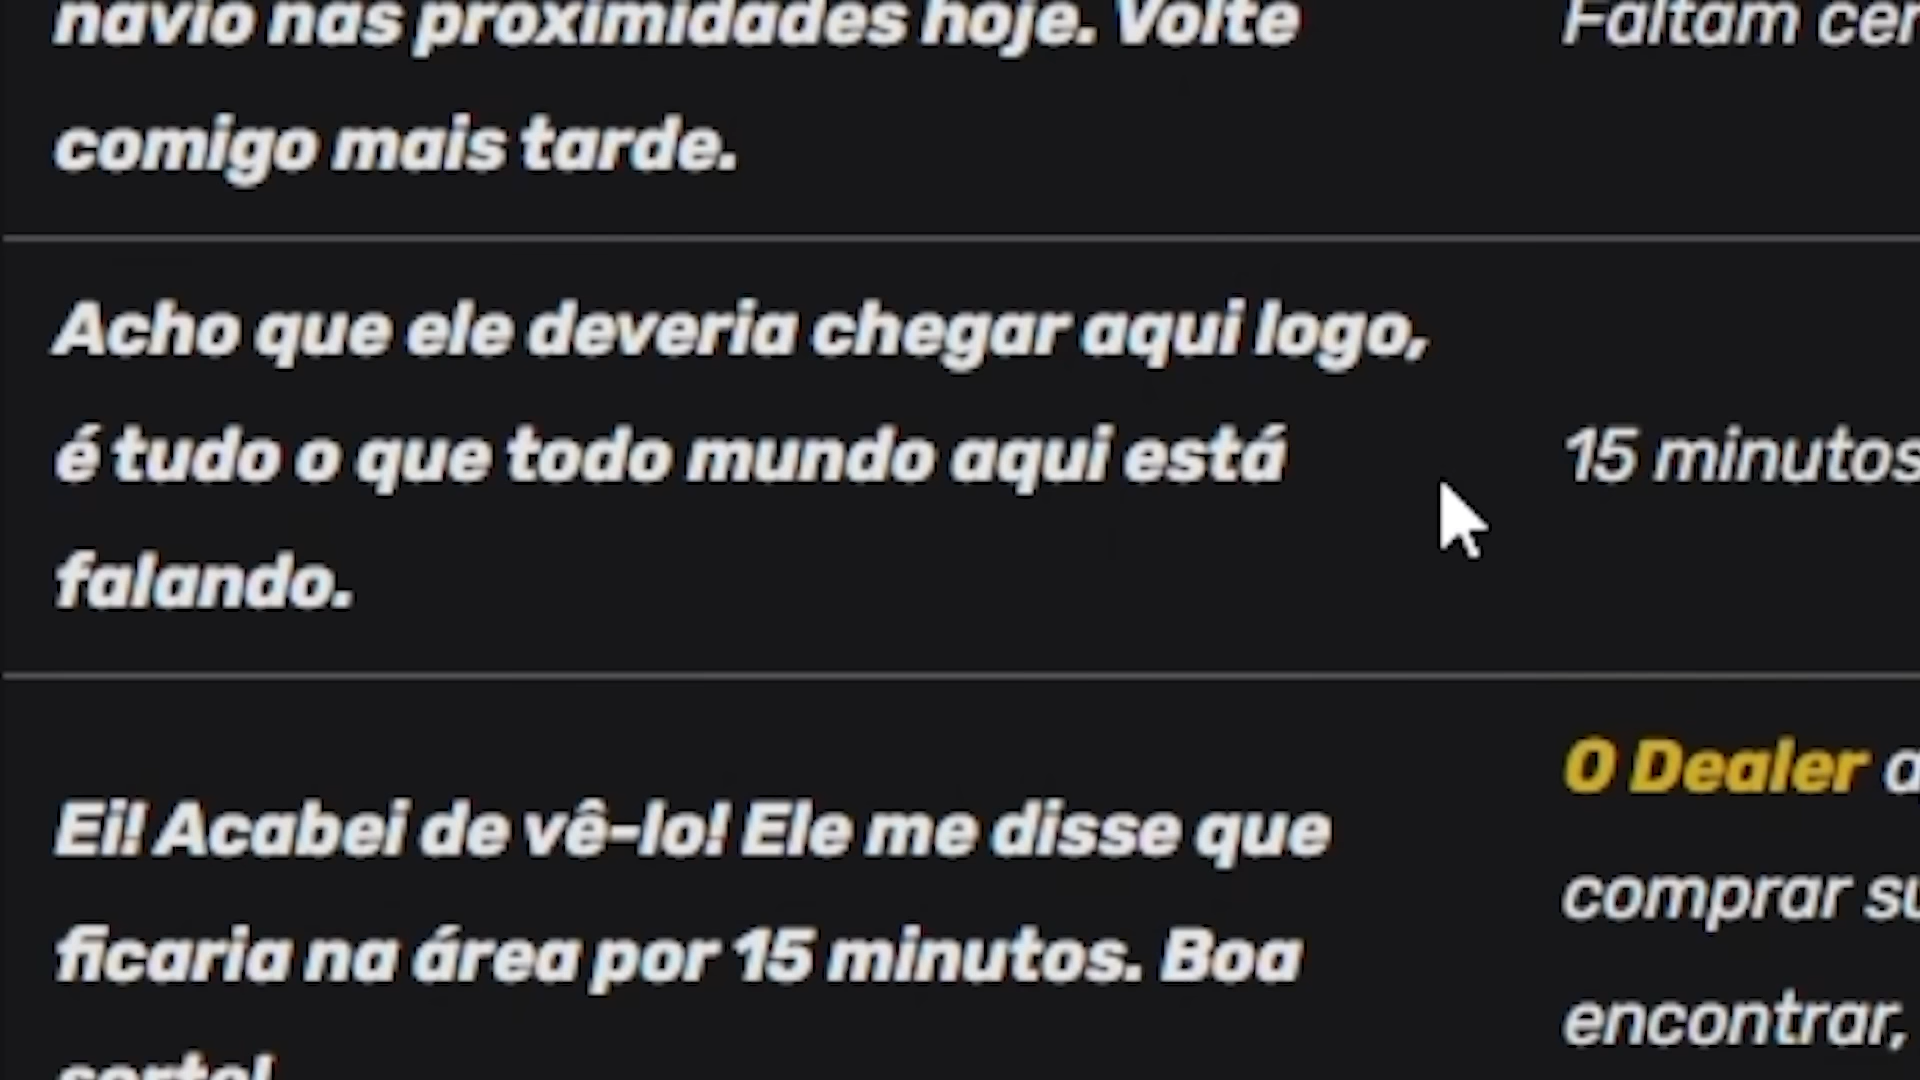 navio nas proximidades hoje. Volte
comigo mais tarde.
Faltam
Acho que ele deveria chegar aqui logo,
é tudo o que todo mundo aqui está
falando.
15 minutos
Ei! Acabei de vê-lo! Ele me disse que
ficaria na área por 15 minutos. Boa
sorte!
O Dealer
comprar
encontrar,